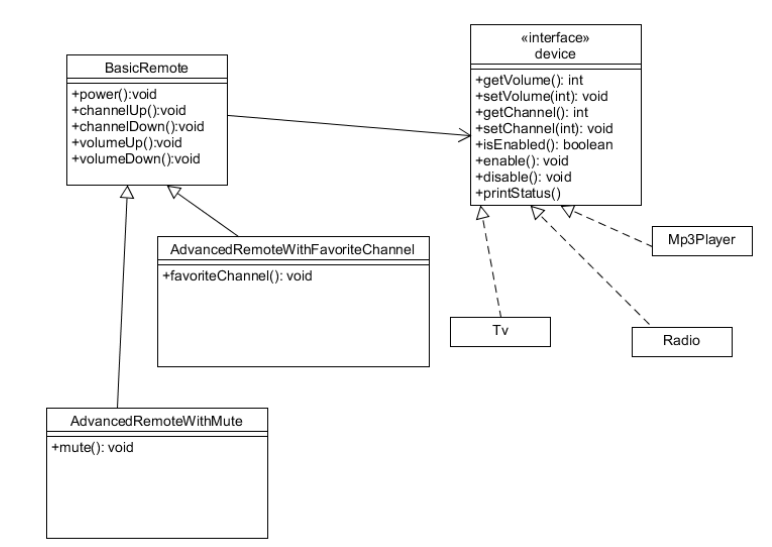 BasicRemote
+power():void
+channelUp():void
+channelDown():void
+volumeUp():void
+volumeDown():void
«interface»
device
+getVolume(): int
+setVolume(int): void
+getChannel(): int
+setChannel(int): void
+isEnabled(): boolean
+enable(): void
+disable(): void
+printStatus()
AdvancedRemoteWithFavoriteChannel
+favoriteChannel(): void
Mp3Player
Tv
Radio
AdvancedRemoteWithMute
+mute(): void